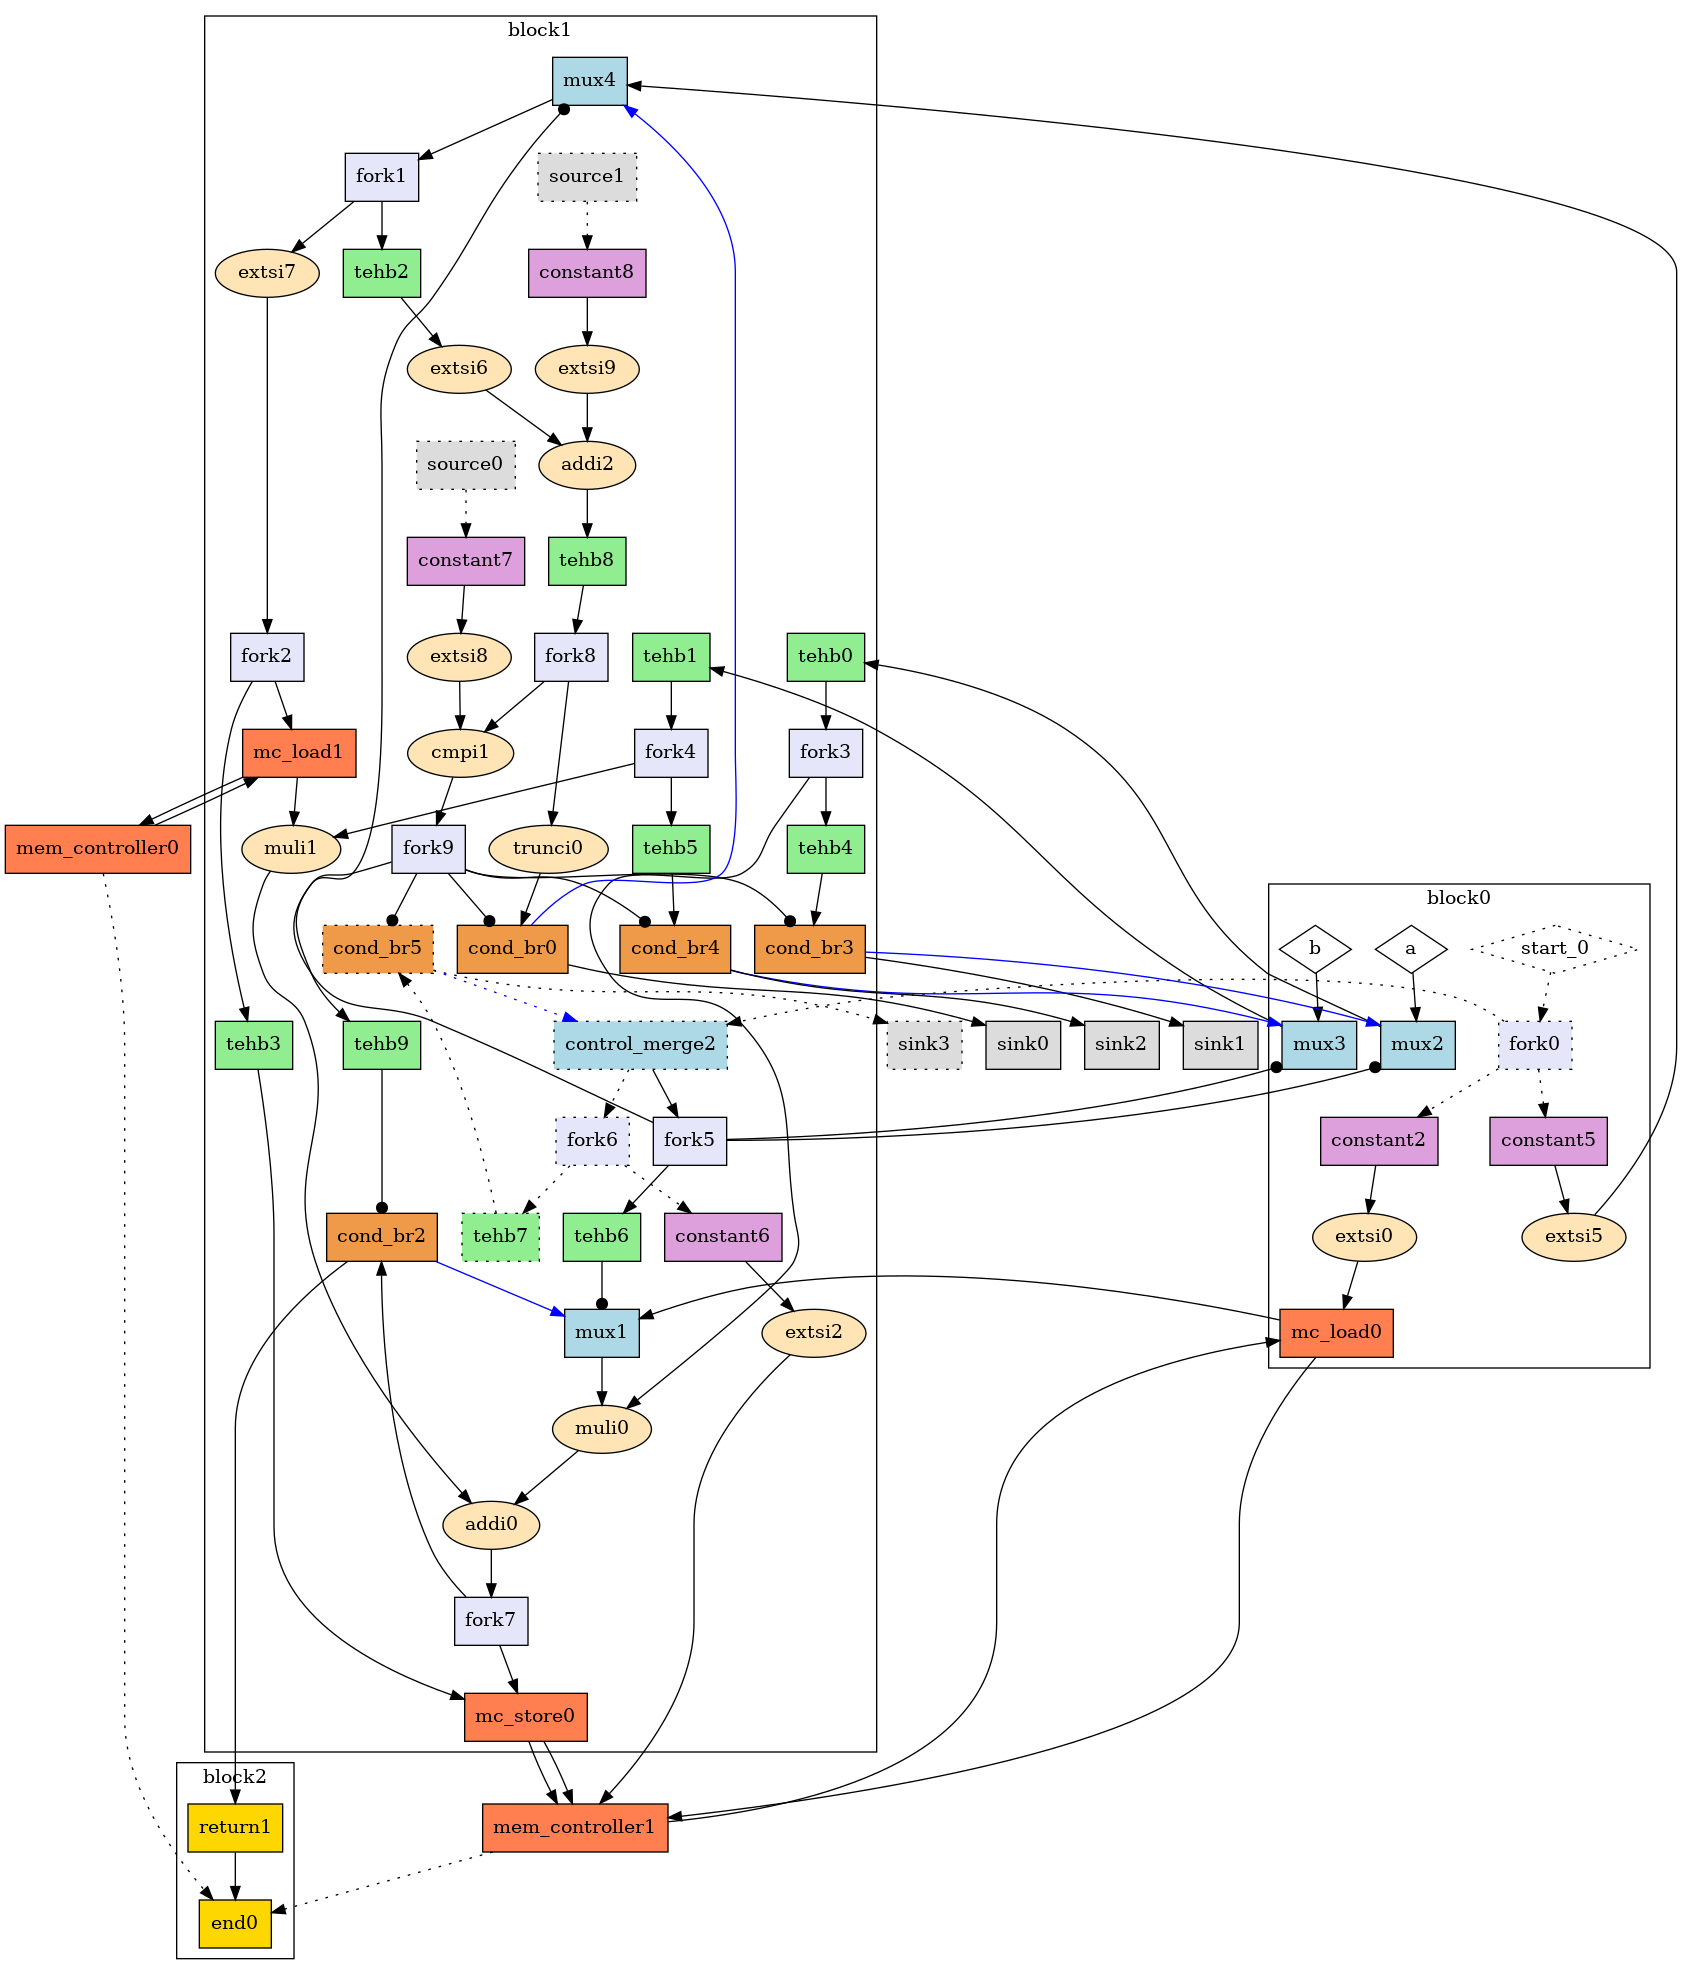 block1
mux4
fork1
source1
extsi7
tehb2
constant8
extsi6
extsi9
source0
addi2
constant7
tehb8
fork2
extsi8
fork8
tehb1
tehb0
mc_load1
cmpi1
fork4
fork3
mem_controller0
muli1
fork9
trunci0
tehb5
tehb4
block0
cond_br5
cond_br0
cond_br4
cond_br3
b
a
start_0
tehb3
tehb9
control_merge2
sink3
sink0
sink2
sink1
mux3
mux2
fork0
fork6
fork5
constant2
constant5
cond_br2
tehb7
tehb6
constant6
extsi0
extsi5
mux1
extsi2
mc_load0
muli0
addi0
fork7
mc_store0
block2
return1
mem_controller1
end0